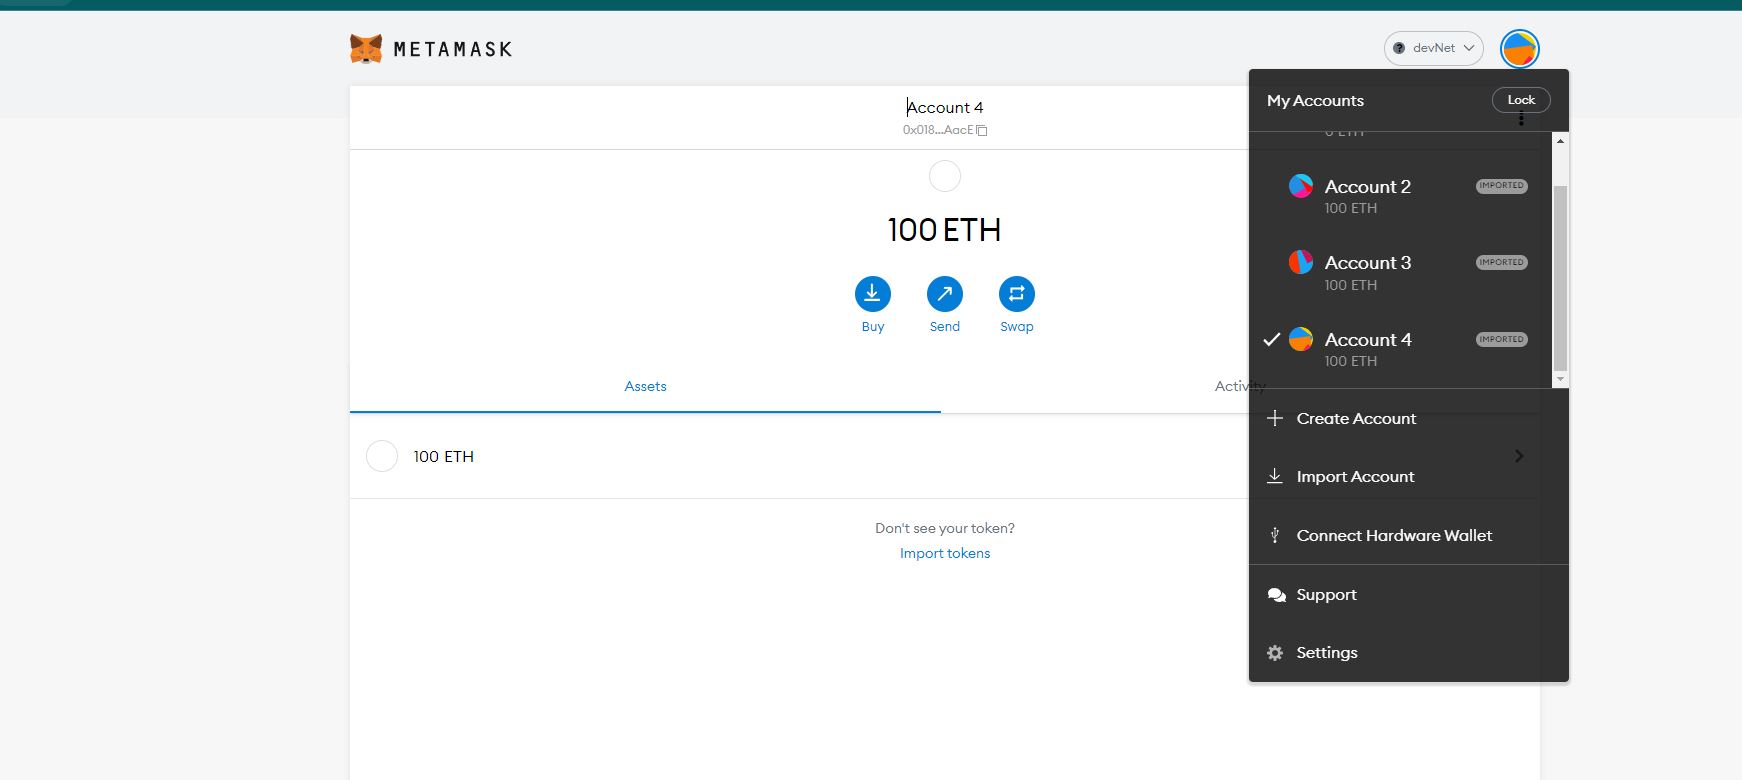 METAMASK
devNet
Account 4
0x018...AacE
100 ETH
Buy
Send
Swap
Assets
Activity
100 ETH
Don't see your token?
Import tokens
My Accounts
Lock
Account 2
IMPORTED
100 ETH
Account 3
IMPORTED
100 ETH
Account 4
IMPORTED
100 ETH
Create Account
Import Account
Connect Hardware Wallet
Support
Settings